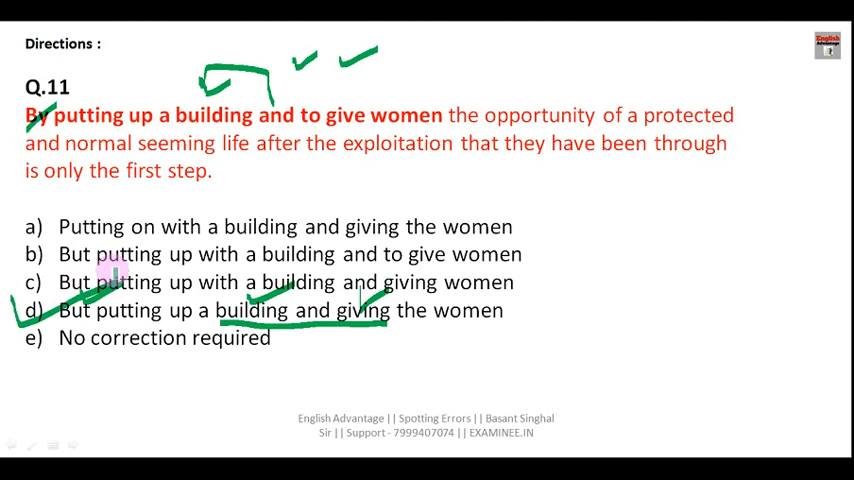 Directions :
English
Advantage
Q.11
By putting up a building and to give women the opportunity of a protected
and normal seeming life after the exploitation that they have been through
is only the first step.
a) Putting on with a building and giving the women
b) But putting up with a building and to give women
c) But putting up with a building and giving women
d) But putting up a building and giving the women
e) No correction required
English Advantage || Spotting Errors || Basant Singhal
Sir || Support - 7999407074 || EXAMINEE.IN